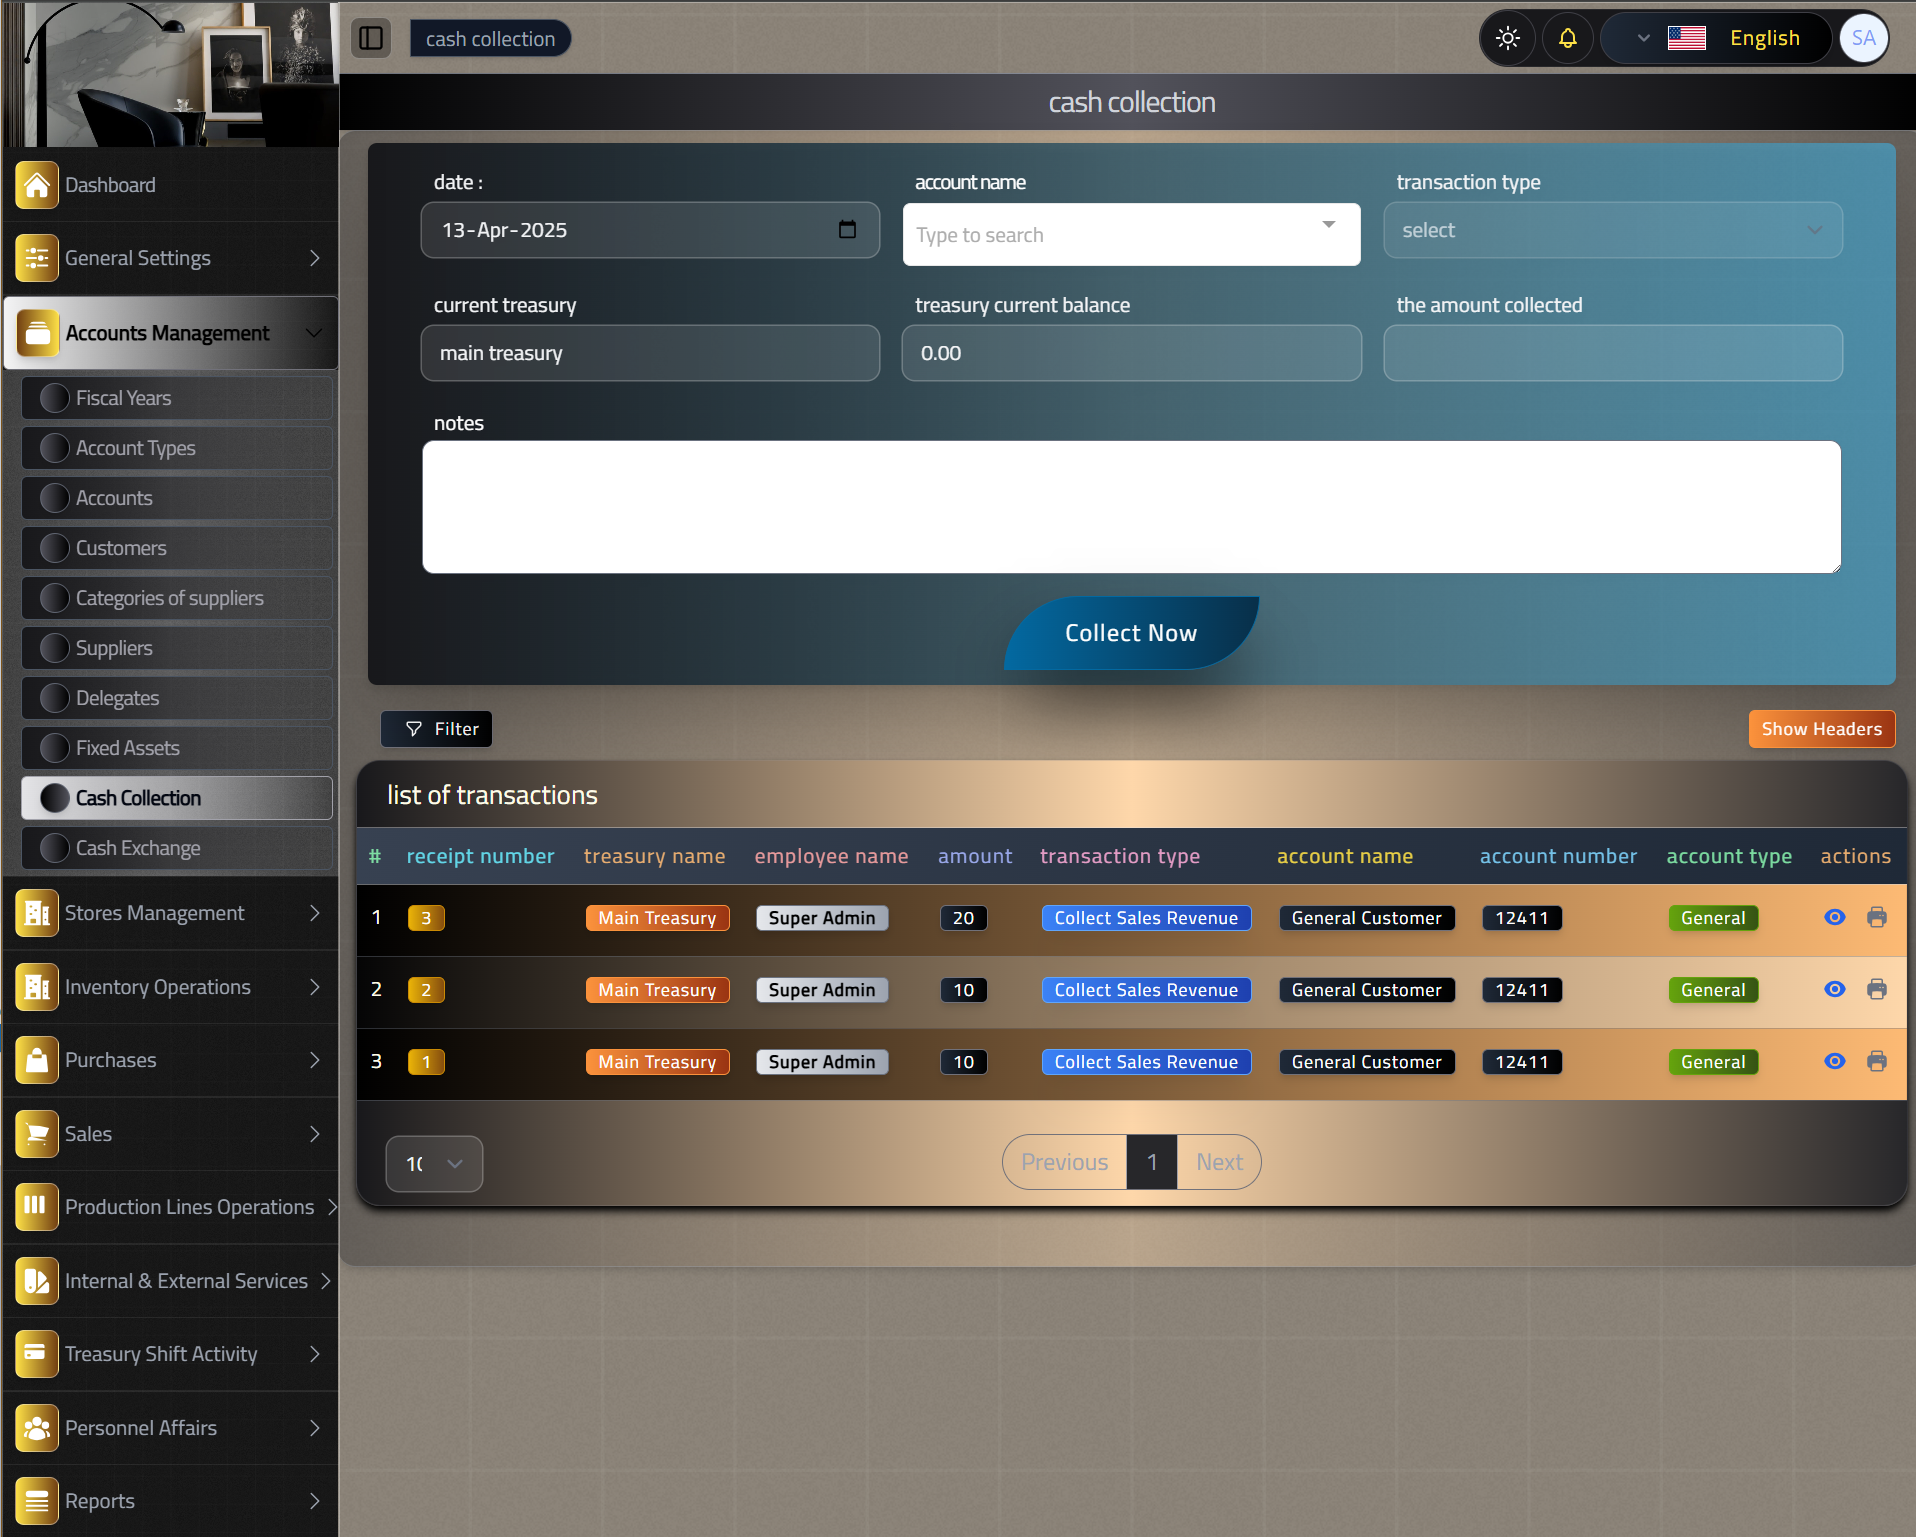 cash collection
English
SA
cash collection
Dashboard
General Settings
Accounts Management
Fiscal Years
Account Types
Accounts
Customers
Categories of suppliers
Suppliers
Delegates
Fixed Assets
Cash Collection
Cash Exchange
Stores Management
Inventory Operations
Purchases
Sales
Production Lines Operations
Internal & External Services
Treasury Shift Activity
Personnel Affairs
Reports
date :
13-Apr-2025
account name
Type to search
transaction type
select
current treasury
main treasury
treasury current balance
0.00
the amount collected
notes
Collect Now
Filter
Show Headers
list of transactions
# receipt number treasury name employee name amount transaction type account name account number account type actions
1 3 Main Treasury Super Admin 20 Collect Sales Revenue General Customer 12411 General
2 2 Main Treasury Super Admin 10 Collect Sales Revenue General Customer 12411 General
3 1 Main Treasury Super Admin 10 Collect Sales Revenue General Customer 12411 General
10
Previous 1 Next